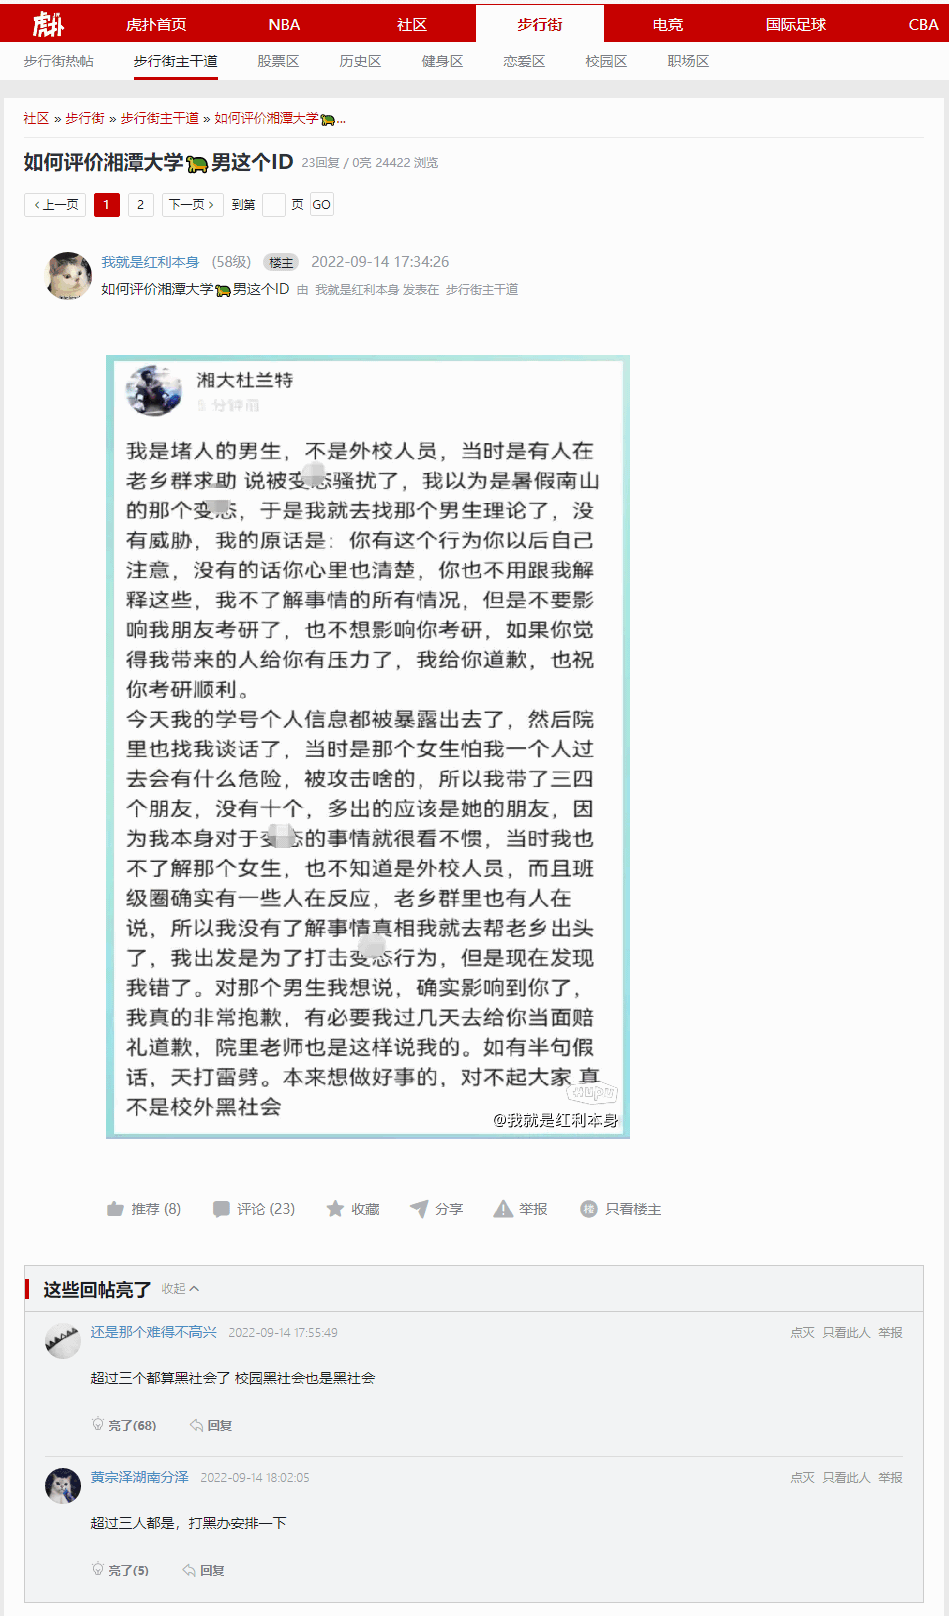 虎扑 虎扑首页 NBA 社区 步行街 电竞 国际足球 CBA
步行街热帖 步行街主干道 股票区 历史区 健身区 恋爱区 校园区 职场区
社区 » 步行街 » 步行街主干道 » 如何评价湘潭大学🐢...
如何评价湘潭大学🐢男这个ID 23回复 / 0亮 24422 浏览
‹ 上一页 1 2 下一页 › 到第 页 GO
我就是红利本身 (58级) 楼主 2022-09-14 17:34:26
如何评价湘潭大学🐢男这个ID 由 我就是红利本身 发表在 步行街主干道
湘大杜兰特
分钟前
我是堵人的男生，不是外校人员，当时是有人在
老乡群求助 说被变态骚扰了，我以为是暑假南山
的那个变态，于是我就去找那个男生理论了，没
有威胁，我的原话是：你有这个行为你以后自己
注意，没有的话你心里也清楚，你也不用跟我解
释这些，我不了解事情的所有情况，但是不要影
响我朋友考研了，也不想影响你考研，如果你觉
得我带来的人给你有压力了，我给你道歉，也祝
你考研顺利。
今天我的学号个人信息都被暴露出去了，然后院
里也找我谈话了，当时是那个女生怕我一个人过
去会有什么危险，被攻击啥的，所以我带了三四
个朋友，没有十个，多出的应该是她的朋友，因
为我本身对于变态的事情就很看不惯，当时我也
不了解那个女生，也不知道是外校人员，而且班
级圈确实有一些人在反应，老乡群里也有人在
说，所以我没有了解事情真相我就去帮老乡出头
了，我出发是为了打击变态行为，但是现在发现
我错了。对那个男生我想说，确实影响到你了，
我真的非常抱歉，有必要我过几天去给你当面赔
礼道歉，院里老师也是这样说我的。如有半句假
话，天打雷劈。本来想做好事的，对不起大家 真
不是校外黑社会
HUPU
@我就是红利本身
推荐 (8) 评论 (23) 收藏 分享 举报 楼 只看楼主
这些回帖亮了 收起
还是那个难得不高兴 2022-09-14 17:55:49 点灭 只看此人 举报
超过三个都算黑社会了 校园黑社会也是黑社会
亮了(68) 回复
黄宗泽湖南分泽 2022-09-14 18:02:05 点灭 只看此人 举报
超过三人都是，打黑办安排一下
亮了(5) 回复